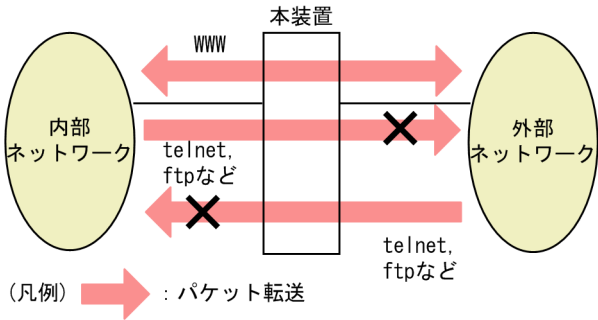 本装置
WWW
内部
ネットワーク
外部
ネットワーク
telnet,
ftpなど
telnet,
ftpなど
(凡例)
：パケット転送